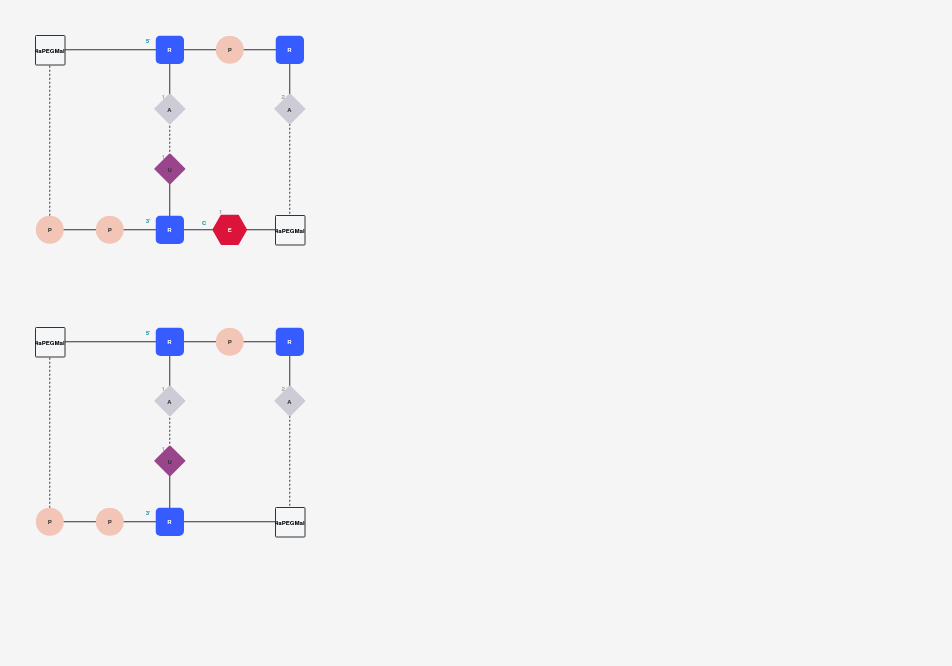 4aPEGMal 5' R P R
1 A 2 A
1 U
P P 3' R C 1 E 4aPEGMal
4aPEGMal 5' R P R
1 A 2 A
1 U
P P 3' R 4aPEGMal